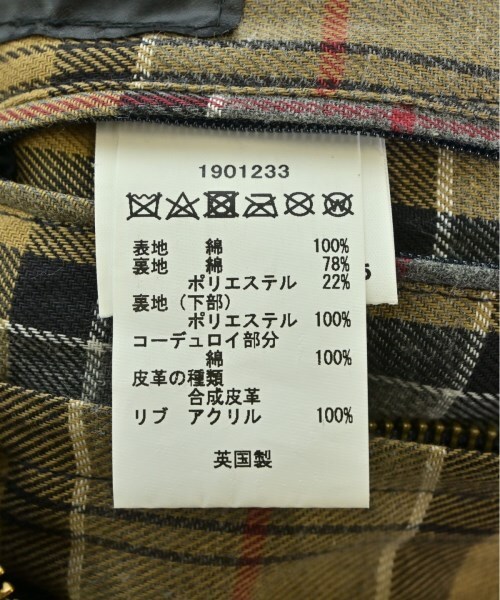 1901233
表地 綿 100%
裏地 綿 78%
ポリエステル 22%
裏地（下部）
ポリエステル 100%
コーデュロイ部分
綿 100%
皮革の種類
合成皮革
リブ アクリル 100%
英国製